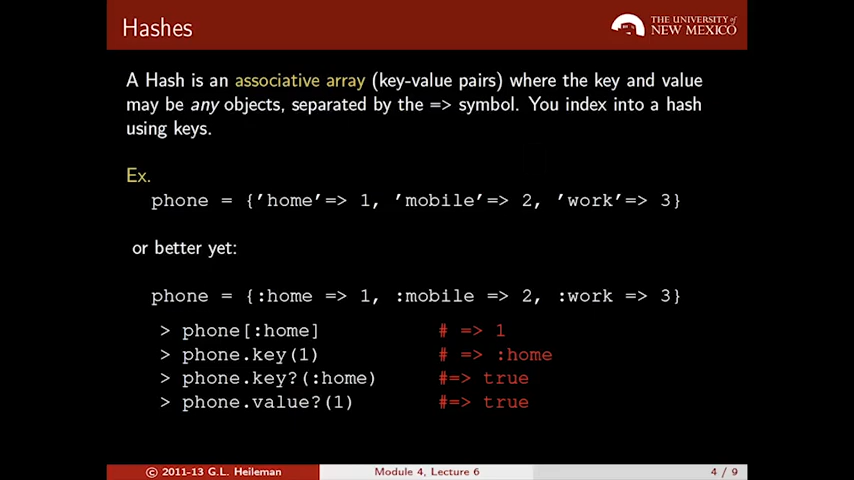 Hashes
THE UNIVERSITY of
NEW MEXICO
A Hash is an associative array (key-value pairs) where the key and value
may be any objects, separated by the => symbol. You index into a hash
using keys.
Ex.
phone = {’home’=> 1, ’mobile’=> 2, ’work’=> 3}
or better yet:
phone = {:home => 1, :mobile => 2, :work => 3}
> phone[:home] # => 1
> phone.key(1) # => :home
> phone.key?(:home) #=> true
> phone.value?(1) #=> true
© 2011-13 G.L. Heileman Module 4, Lecture 6 4 / 9